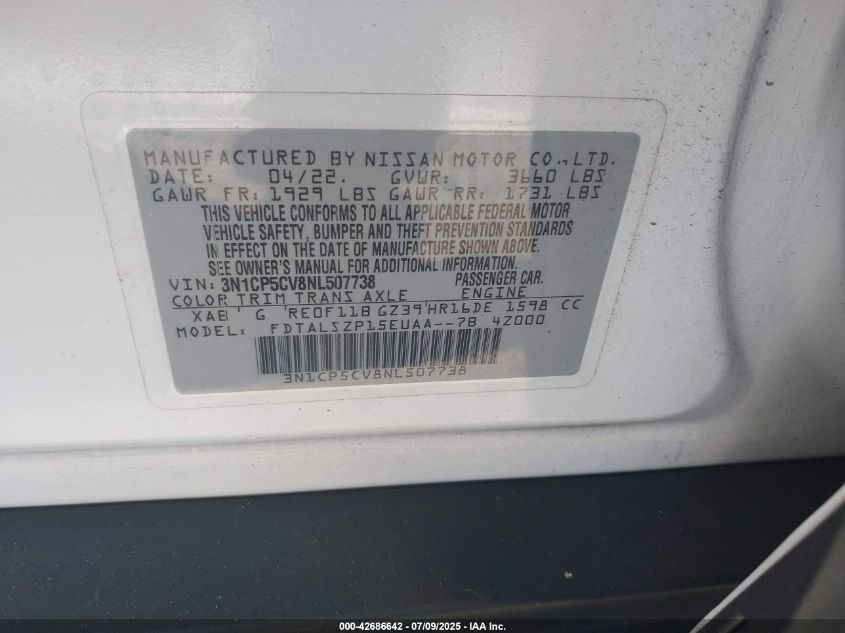 MANUFACTURED BY NISSAN MOTOR CO.,LTD.
DATE: 04/22. GVWR: 3660 LBS
GAWR FR: 1929 LBS GAWR RR: 1731 LBS
THIS VEHICLE CONFORMS TO ALL APPLICABLE FEDERAL MOTOR
VEHICLE SAFETY, BUMPER AND THEFT PREVENTION STANDARDS
IN EFFECT ON THE DATE OF MANUFACTURE SHOWN ABOVE.
SEE OWNER'S MANUAL FOR ADDITIONAL INFORMATION.
VIN: 3N1CP5CV8NL507738 PASSENGER CAR.
COLOR TRIM TRANS AXLE ENGINE
XAB G RE0F11B GZ39 HR16DE 1598 CC
MODEL: FDTALSZP15EUAA--7B 4Z000
3N1CP5CV8NL507738
000-42686642 / 07/09/2025 - IAA Inc.